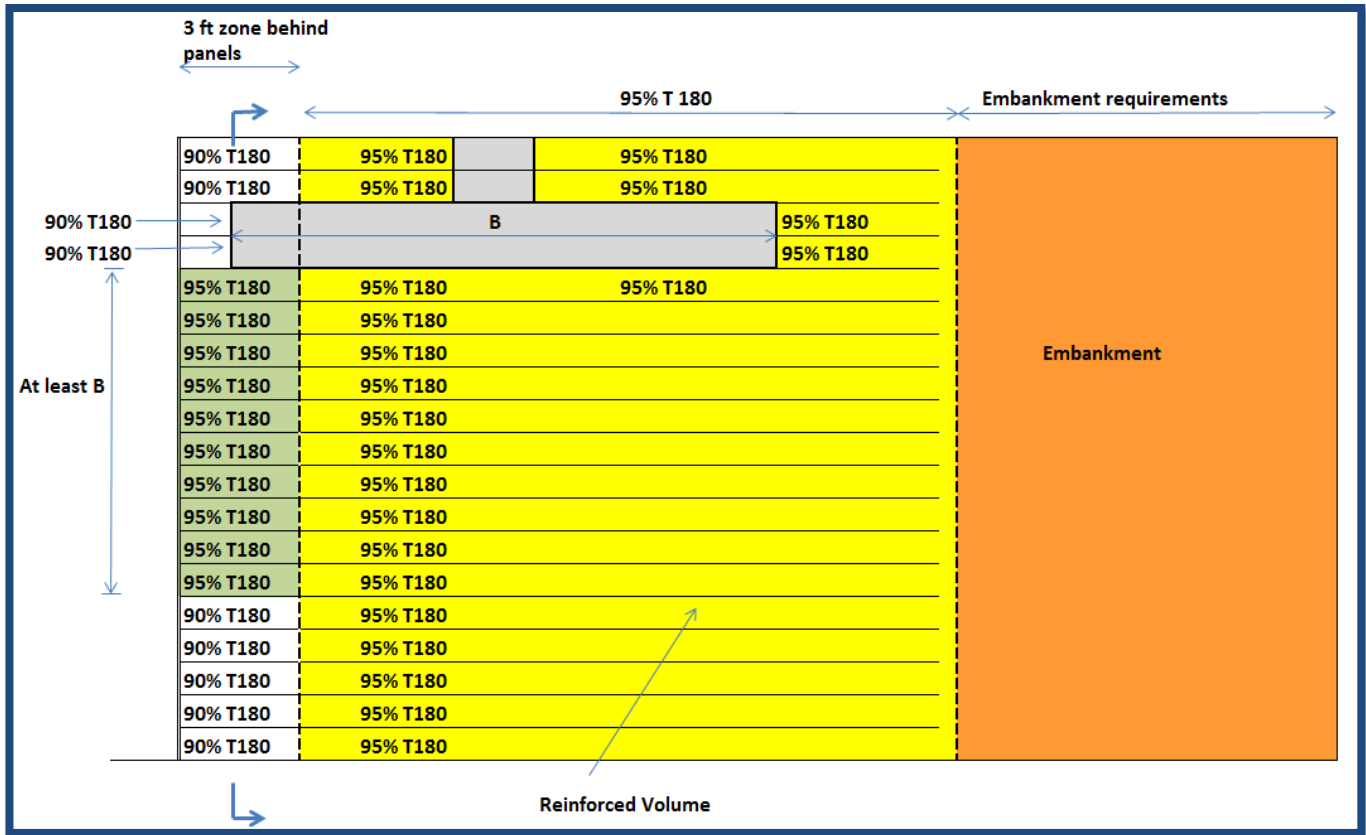 3 ft zone behind
panels
95% T 180
Embankment requirements
90% T180 95% T180 95% T180
90% T180 95% T180 95% T180
90% T180 B 95% T180
90% T180 95% T180
95% T180 95% T180 95% T180
95% T180 95% T180
95% T180 95% T180 Embankment
At least B 95% T180 95% T180
95% T180 95% T180
95% T180 95% T180
95% T180 95% T180
95% T180 95% T180
95% T180 95% T180
95% T180 95% T180
90% T180 95% T180
90% T180 95% T180
90% T180 95% T180
90% T180 95% T180
90% T180 95% T180
Reinforced Volume